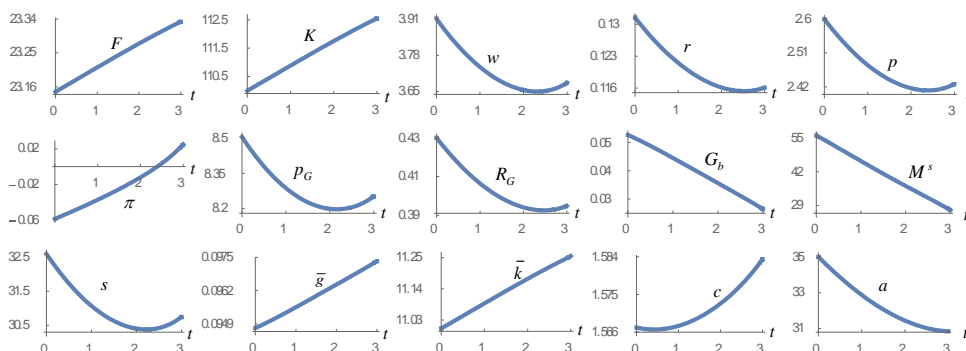 23.34
23.25
23.16
F
0 1 2 3 t
112.5
110.5
K
0 1 2 3 t
3.91
3.78
3.65
w
0 1 2 3 t
0.13
0.123
0.116
r
0 1 2 3 t
2.6
2.51
2.42
p
0 1 2 3 t
0.02
-0.02
-0.06
π
1 2 3 t
8.5
8.35
8.2
p_G
0 1 2 3 t
0.43
0.41
0.39
R_G
0 1 2 3 t
0.05
0.04
0.03
G_b
0 1 2 3 t
55
42
29
M^s
0 1 2 3 t
32.5
31.5
30.5
s
0 1 2 3 t
0.075
0.0962
0.0949
g̅
0 1 2 3 t
11.25
11.14
11.03
k̅
0 1 2 3 t
1.584
1.575
1.566
c
0 1 2 3 t
35
33
31
a
0 1 2 3 t